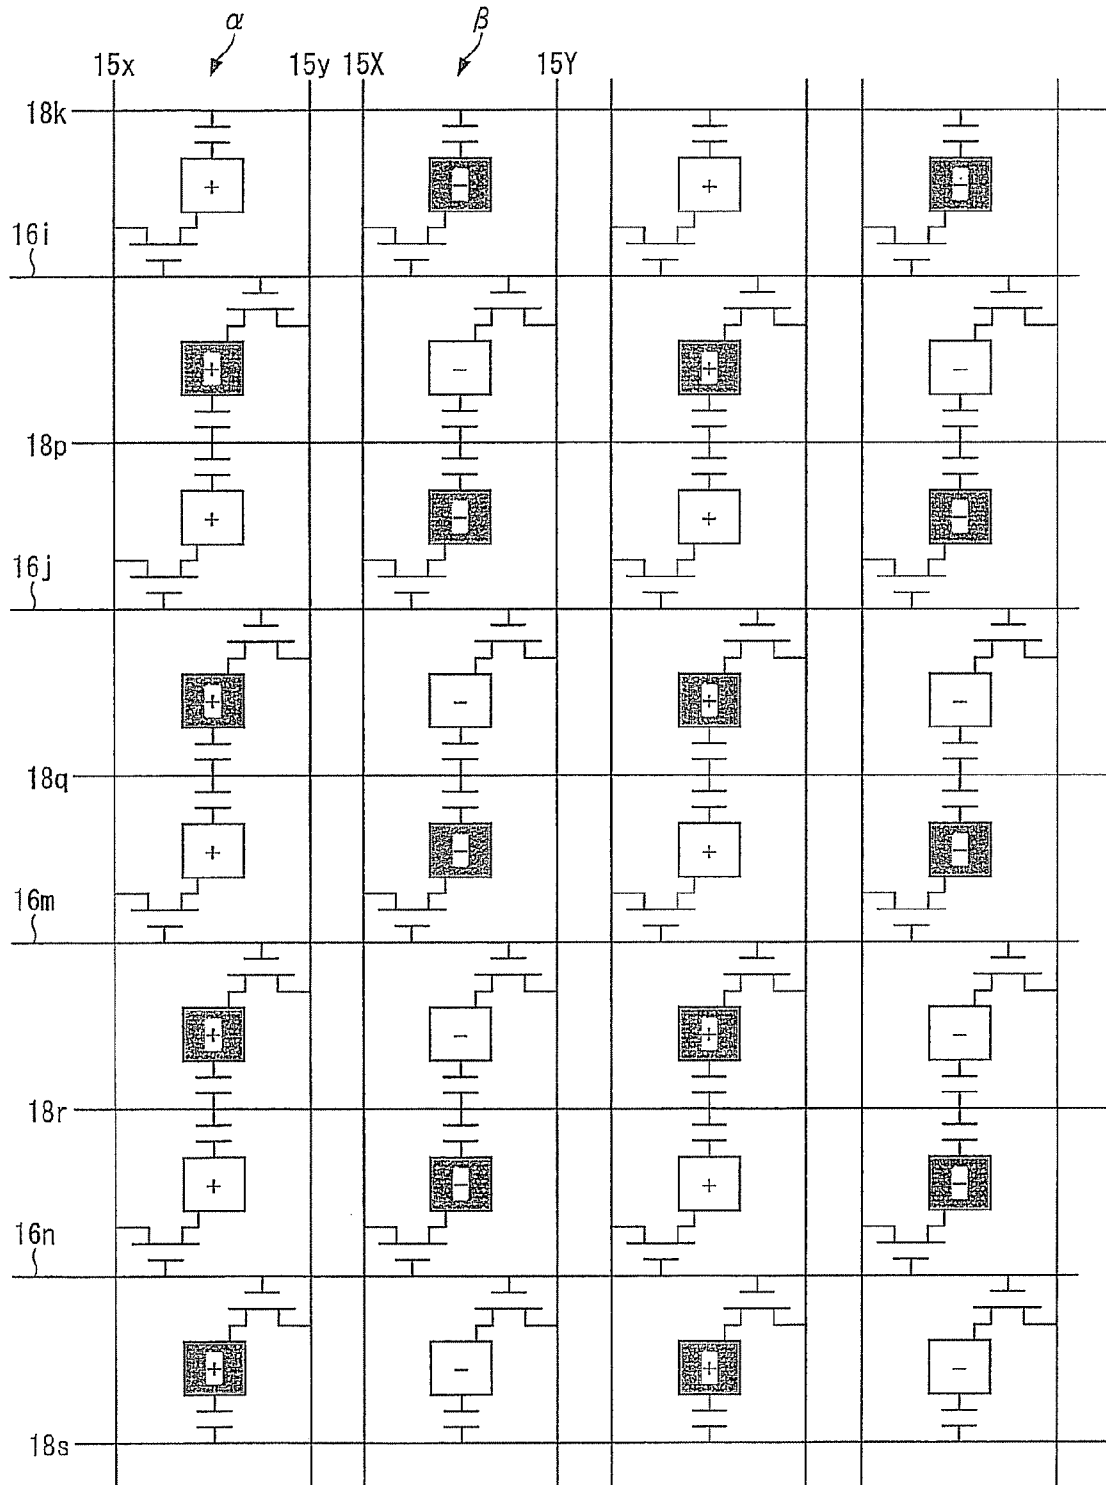 α β
15x 15y 15X 15Y
18k
+ - + -
16i
+ - + -
18p
+ - + -
16j
+ - + -
18q
+ - + -
16m
+ - + -
18r
+ - + -
16n
+ - + -
18s